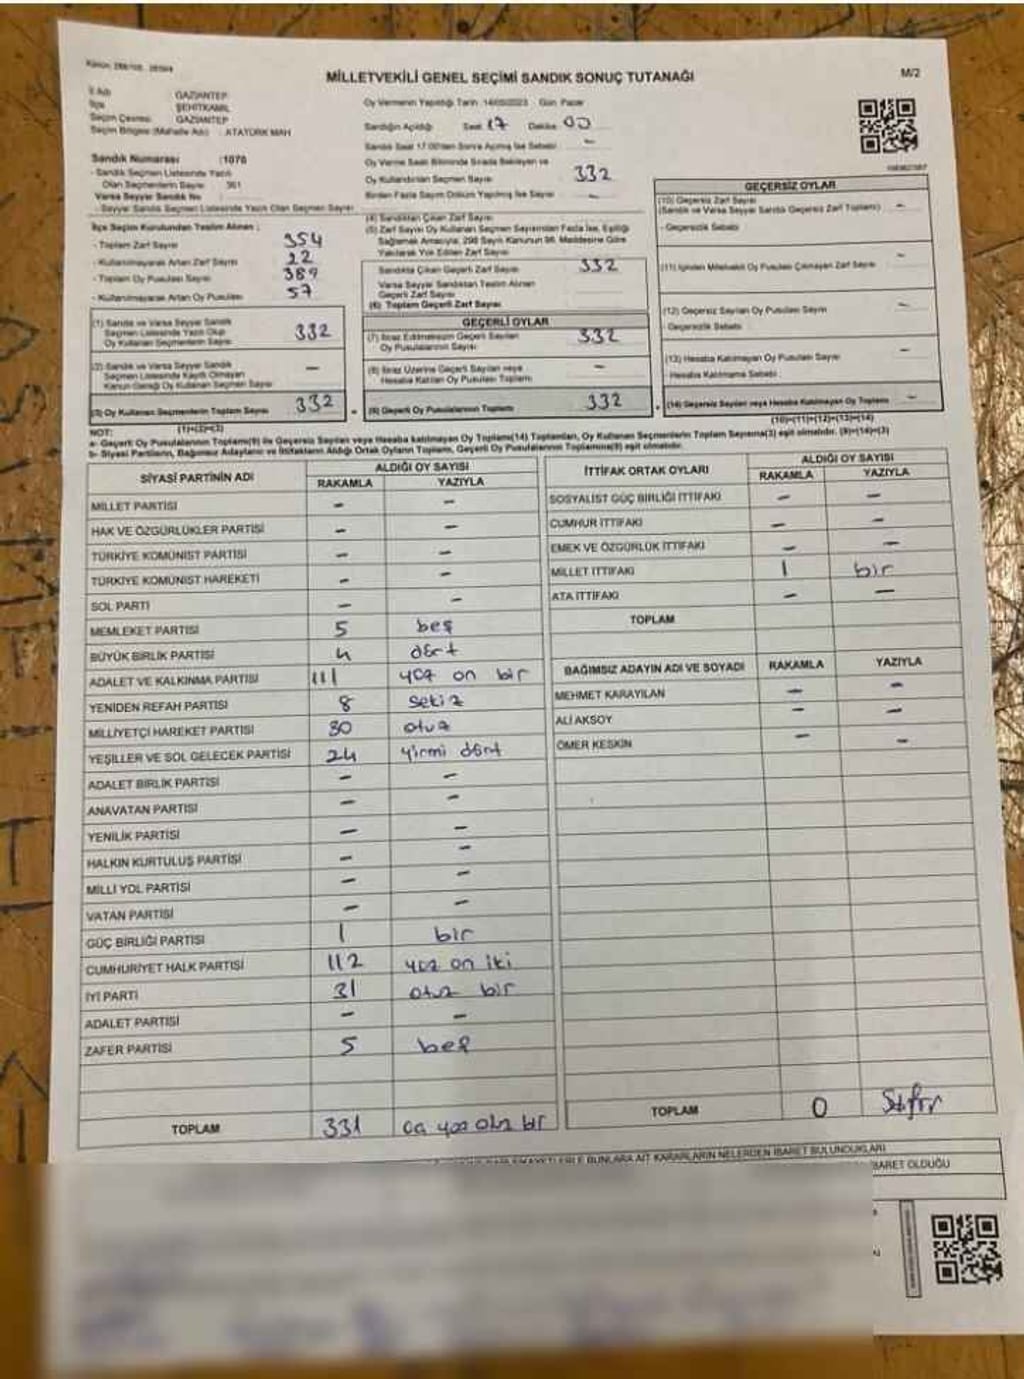 MİLLETVEKİLİ GENEL SEÇİMİ SANDIK SONUÇ TUTANAĞI
M/2
İl Adı GAZİANTEP
İlçe ŞEHİTKAMİL
Seçim Çevresi GAZİANTEP
Seçim Bölgesi (Mahalle Adı) : ATATÜRK MAH
Sandık Numarası :1076
- Sandık Seçmen Listesinde Yazılı
Olan Seçmenlerin Sayısı 361
Varsa Seyyar Sandık No
- Seyyar Sandık Seçmen Listesinde Yazılı Olan Seçmen Sayısı
Oy Vermenin Yapıldığı Tarih: 14/05/2023 Gün: Pazar
Sandığın Açıldığı Saat 17 Dakika 00
Sandık Saat 17.00'den Sonra Açılmış İse Sebebi -
Oy Verme Saati Bitiminde Sırada Bekleyen ve
Oy Kullandırılan Seçmen Sayısı 332
Birden Fazla Sayım Döküm Yapılmış İse Sayısı -
İlçe Seçim Kurulundan Teslim Alınan :
- Toplam Zarf Sayısı 354
- Kullanılmayarak Artan Zarf Sayısı 22
- Toplam Oy Pusulası Sayısı 389
- Kullanılmayarak Artan Oy Pusulası 57
(1) Sandık ve Varsa Seyyar Sandık
Seçmen Listesinde Yazılı Olup
Oy Kullanan Seçmenlerin Sayısı 332
(2) Sandık ve Varsa Seyyar Sandık
Seçmen Listesinde Kayıtlı Olmayan
Kanun Gereği Oy Kullanan Seçmen Sayısı -
(3) Oy Kullanan Seçmenlerin Toplam Sayısı 332
(1)+(2)=(3)
(4) Sandıktan Çıkan Zarf Sayısı
(5) Zarf Sayısı Oy Kullanan Seçmen Sayısından Fazla İse, Eşitliği
Sağlamak Amacıyla, 298 Sayılı Kanunun 98. Maddesine Göre
Yakılarak Yok Edilen Zarf Sayısı
Sandıkta Çıkan Geçerli Zarf Sayısı 332
Varsa Seyyar Sandıktan Teslim Alınan
Geçerli Zarf Sayısı
(6) Toplam Geçerli Zarf Sayısı
GEÇERLİ OYLAR
(7) İtiraz Edilmeksizin Geçerli Sayılan
Oy Pusulalarının Sayısı 332
(8) İtiraz Üzerine Geçerli Sayılan veya
Hesaba Katılan Oy Pusulası Toplamı -
(9) Geçerli Oy Pusulalarının Toplamı 332
GEÇERSİZ OYLAR
(10) Geçersiz Zarf Sayısı
(Sandık ve Varsa Seyyar Sandık Geçersiz Zarf Toplamı) -
- Geçersizlik Sebebi
(11) İçinden Milletvekili Oy Pusulası Çıkmayan Zarf Sayısı -
(12) Geçersiz Sayılan Oy Pusulası Sayısı -
- Geçersizlik Sebebi
(13) Hesaba Katılmayan Oy Pusulası Sayısı -
- Hesaba Katılmama Sebebi :
(14) Geçersiz Sayılan veya Hesaba Katılmayan Oy Toplamı -
(10)+(11)+(12)+(13)=(14)
NOT:
a- Geçerli Oy Pusulalarının Toplamı(9) ile Geçersiz Sayılan veya Hesaba katılmayan Oy Toplamı(14) Toplamları, Oy Kullanan Seçmenlerin Toplam Sayısına(3) eşit olmalıdır. (9)+(14)=(3)
b- Siyasi Partilerin, Bağımsız Adayların ve İttifakların Aldığı Ortak Oyların Toplamı, Geçerli Oy Pusulalarının Toplamına(9) eşit olmalıdır.
SİYASİ PARTİNİN ADI ALDIĞI OY SAYISI
RAKAMLA YAZIYLA
MİLLET PARTİSİ - -
HAK VE ÖZGÜRLÜKLER PARTİSİ - -
TÜRKİYE KOMÜNİST PARTİSİ - -
TÜRKİYE KOMÜNİST HAREKETİ - -
SOL PARTİ - -
MEMLEKET PARTİSİ 5 beş
BÜYÜK BİRLİK PARTİSİ 4 dört
ADALET VE KALKINMA PARTİSİ 111 yüz on bir
YENİDEN REFAH PARTİSİ 8 sekiz
MİLLİYETÇİ HAREKET PARTİSİ 30 otuz
YEŞİLLER VE SOL GELECEK PARTİSİ 24 yirmi dört
ADALET BİRLİK PARTİSİ - -
ANAVATAN PARTİSİ - -
YENİLİK PARTİSİ - -
HALKIN KURTULUŞ PARTİSİ - -
MİLLİ YOL PARTİSİ - -
VATAN PARTİSİ - -
GÜÇ BİRLİĞİ PARTİSİ 1 bir
CUMHURİYET HALK PARTİSİ 112 yüz on iki
İYİ PARTİ 31 otuz bir
ADALET PARTİSİ - -
ZAFER PARTİSİ 5 beş
TOPLAM 331 üç yüz otuz bir
İTTİFAK ORTAK OYLARI ALDIĞI OY SAYISI
RAKAMLA YAZIYLA
SOSYALİST GÜÇ BİRLİĞİ İTTİFAKI - -
CUMHUR İTTİFAKI - -
EMEK VE ÖZGÜRLÜK İTTİFAKI - -
MİLLET İTTİFAKI 1 bir
ATA İTTİFAKI - -
TOPLAM
BAĞIMSIZ ADAYIN ADI VE SOYADI RAKAMLA YAZIYLA
MEHMET KARAYILAN - -
ALİ AKSOY - -
ÖMER KESKİN - -
TOPLAM 0 Sıfır
BUNLARA AİT KARARLARIN NELERDEN İBARET BULUNDUKLARI
İBARET OLDUĞU